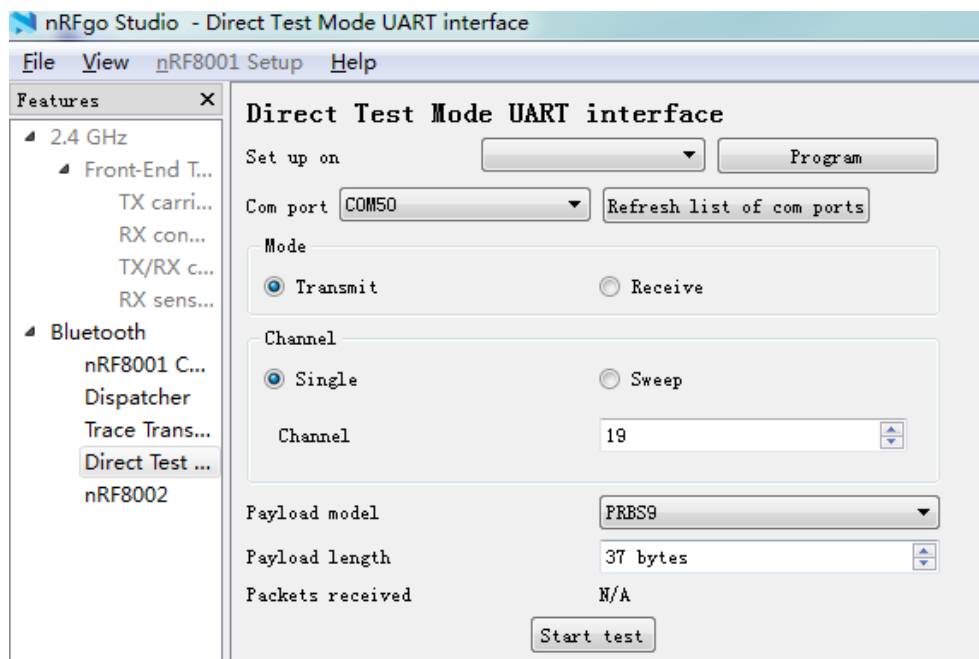 nRFgo Studio - Direct Test Mode UART interface
File View nRF8001 Setup Help
Features X
2.4 GHz
Front-End T...
TX carri...
RX con...
TX/RX c...
RX sens...
Bluetooth
nRF8001 C...
Dispatcher
Trace Trans...
Direct Test ...
nRF8002
Direct Test Mode UART interface
Set up on Program
Com port COM50 Refresh list of com ports
Mode
Transmit Receive
Channel
Single Sweep
Channel 19
Payload model PRBS9
Payload length 37 bytes
Packets received N/A
Start test